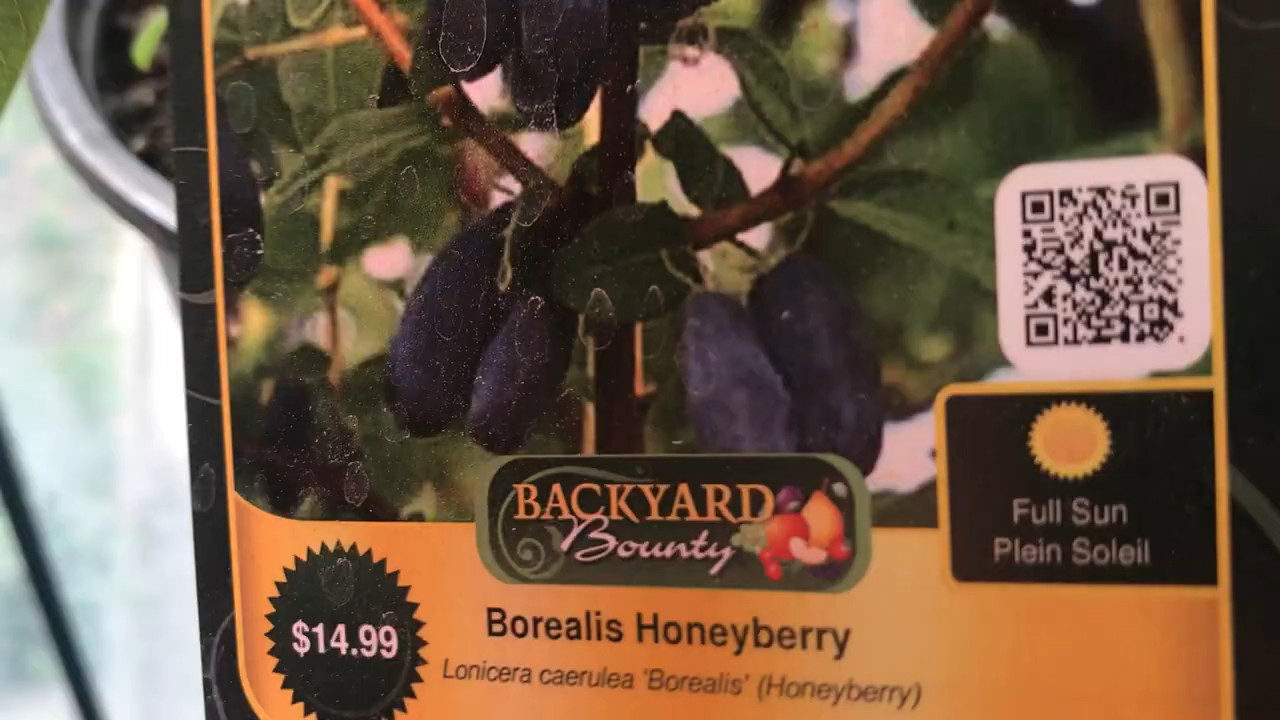 Full Sun
Plein Soleil
BACKYARD
Bounty
$14.99
Borealis Honeyberry
Lonicera caerulea 'Borealis' (Honeyberry)